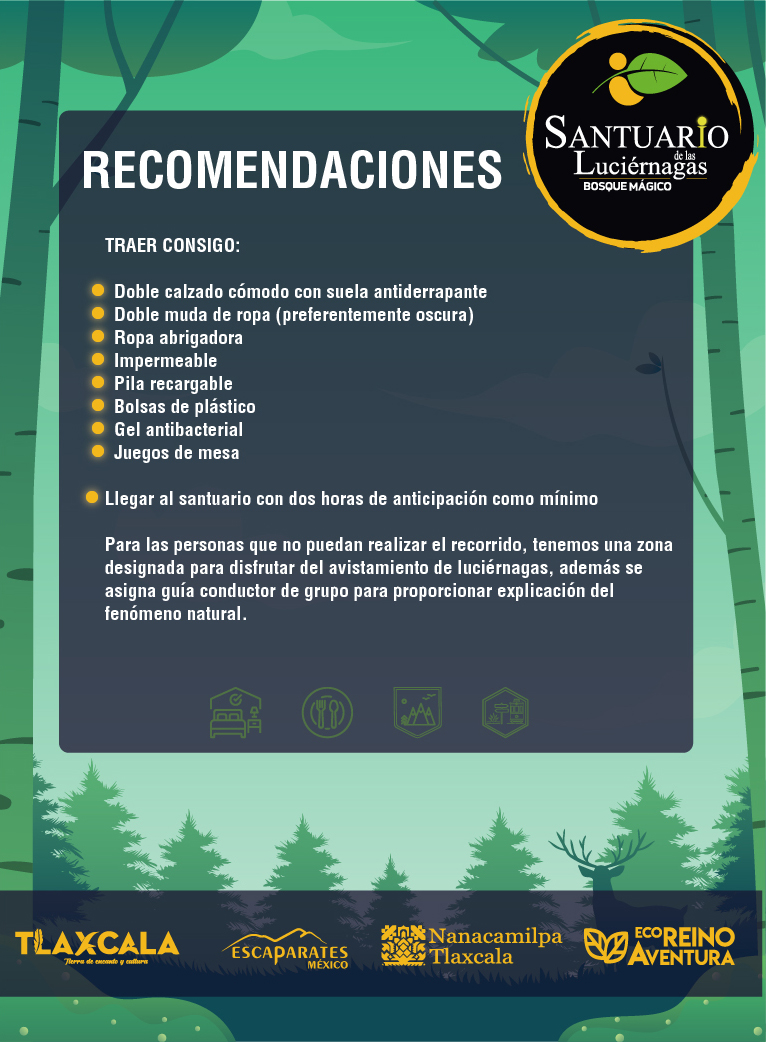 SANTUARIO
de las
Luciérnagas
BOSQUE MÁGICO
RECOMENDACIONES
TRAER CONSIGO:
Doble calzado cómodo con suela antiderrapante
Doble muda de ropa (preferentemente oscura)
Ropa abrigadora
Impermeable
Pila recargable
Bolsas de plástico
Gel antibacterial
Juegos de mesa
Llegar al santuario con dos horas de anticipación como mínimo
Para las personas que no puedan realizar el recorrido, tenemos una zona
designada para disfrutar del avistamiento de luciérnagas, además se
asigna guía conductor de grupo para proporcionar explicación del
fenómeno natural.
TLAXCALA
Tierra de encanto y cultura
ESCAPARATES
MÉXICO
Nanacamilpa
Tlaxcala
ECO REINO
AVENTURA